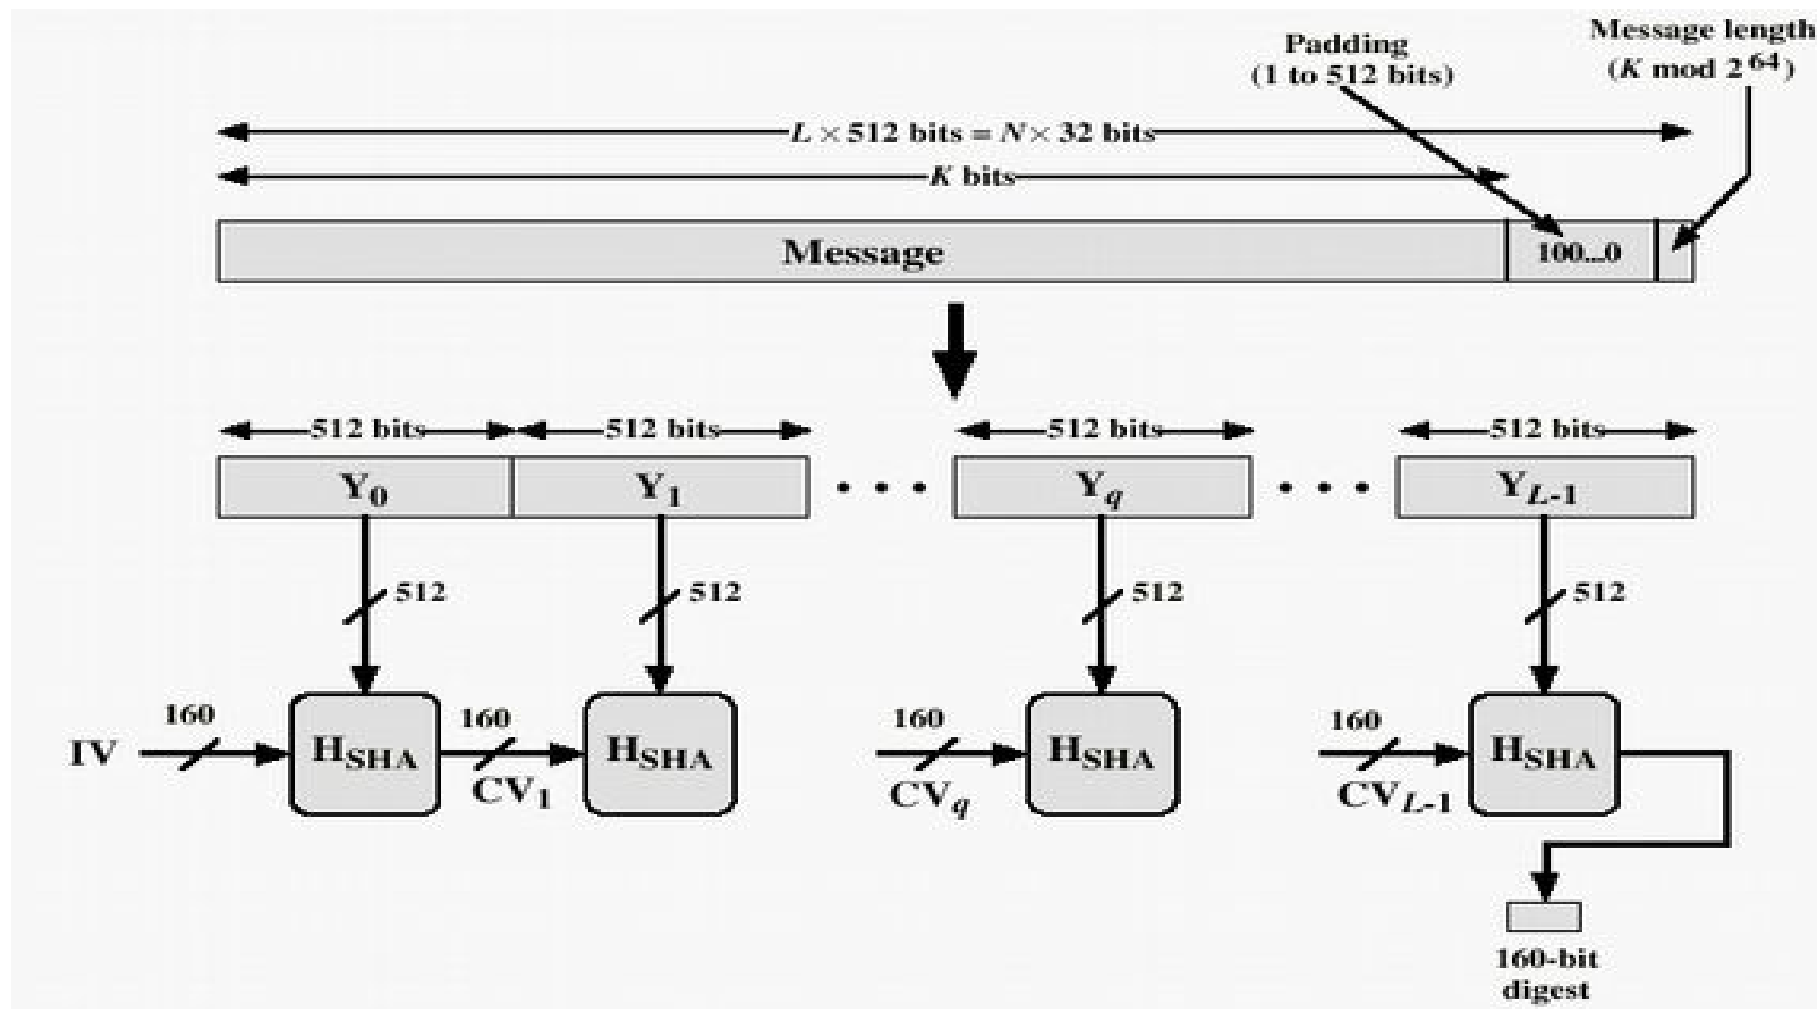 Padding
(1 to 512 bits)
Message length
(K mod 2^64)
L × 512 bits = N × 32 bits
K bits
Message
100...0
512 bits
512 bits
512 bits
512 bits
Y0
Y1
. . .
Yq
. . .
YL-1
512
512
512
512
160
160
160
160
IV
HSHA
HSHA
HSHA
HSHA
CV1
CVq
CVL-1
160-bit
digest